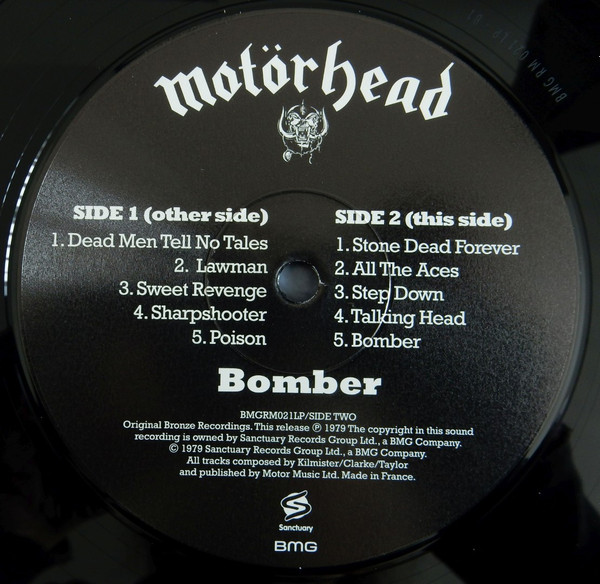 motörhead
SIDE 1 (other side)
1. Dead Men Tell No Tales
2. Lawman
3. Sweet Revenge
4. Sharpshooter
5. Poison
SIDE 2 (this side)
1. Stone Dead Forever
2. All The Aces
3. Step Down
4. Talking Head
5. Bomber
Bomber
BMGRM021LP/SIDE TWO
Original Bronze Recordings. This release ℗ 1979 The copyright in this sound
recording is owned by Sanctuary Records Group Ltd., a BMG Company.
© 1979 Sanctuary Records Group Ltd., a BMG Company.
All tracks composed by Kilmister/Clarke/Taylor
and published by Motor Music Ltd. Made in France.
Sanctuary
BMG